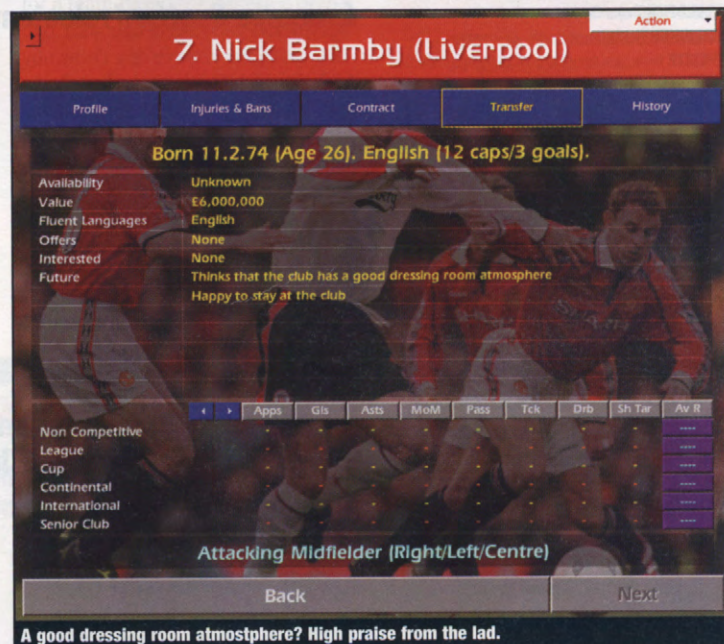 Action
7. Nick Barmby (Liverpool)
Profile Injuries & Bans Contract Transfer History
Born 11.2.74 (Age 26). English (12 caps/3 goals).
Availability Unknown
Value £6,000,000
Fluent Languages English
Offers None
Interested None
Future Thinks that the club has a good dressing room atmosphere
Happy to stay at the club
Apps Gls Asts MoM Pass Tck Drb Sh Tar Av R
Non Competitive - - - - - - - - ----
League - - - - - - - - ----
Cup - - - - - - - - ----
Continental - - - - - - - - ----
International - - - - - - - - ----
Senior Club - - - - - - - - ----
Attacking Midfielder (Right/Left/Centre)
Back Next
A good dressing room atmostphere? High praise from the lad.